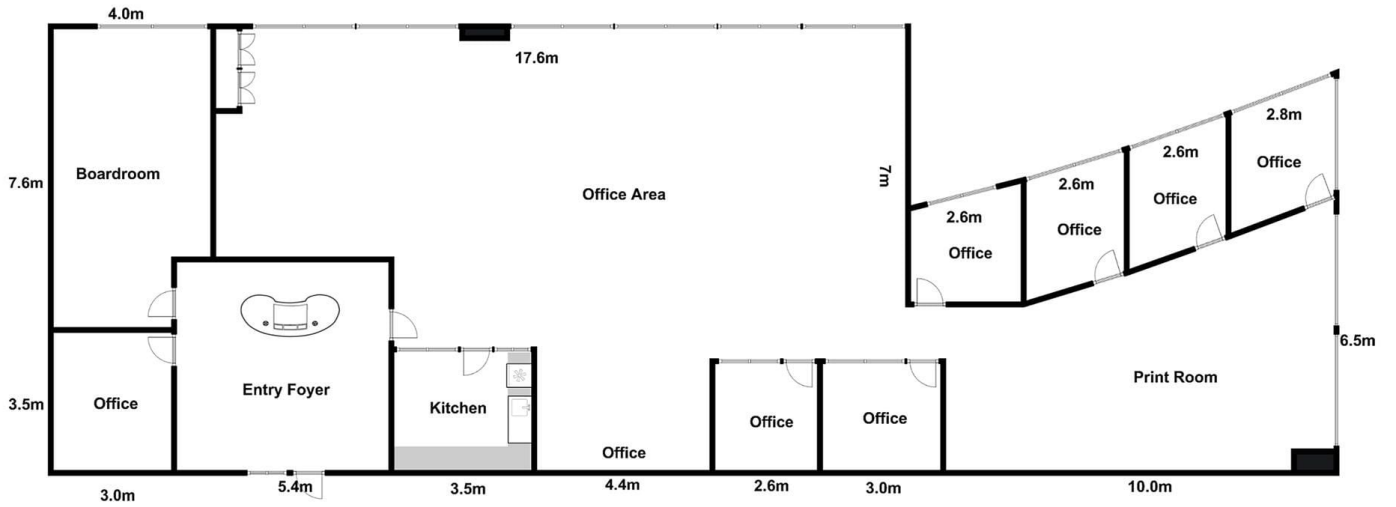 4.0m
17.6m
2.8m
2.6m
Office
Boardroom
7.6m
7m
2.6m
Office
Office Area
2.6m
Office
2.6m
Office
6.5m
Print Room
Entry Foyer
3.5m
Office
Kitchen
Office
Office
Office
3.0m
5.4m
3.5m
4.4m
2.6m
3.0m
10.0m